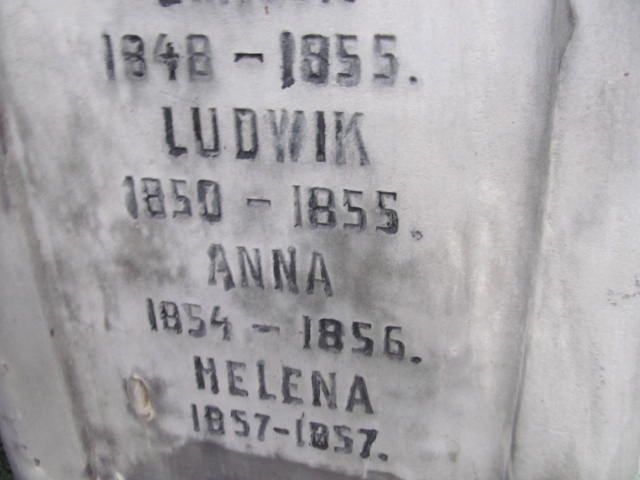 1848 - 1855.
LUDWIK
1850 - 1855.
ANNA
1854 - 1856.
HELENA
1857-1857.